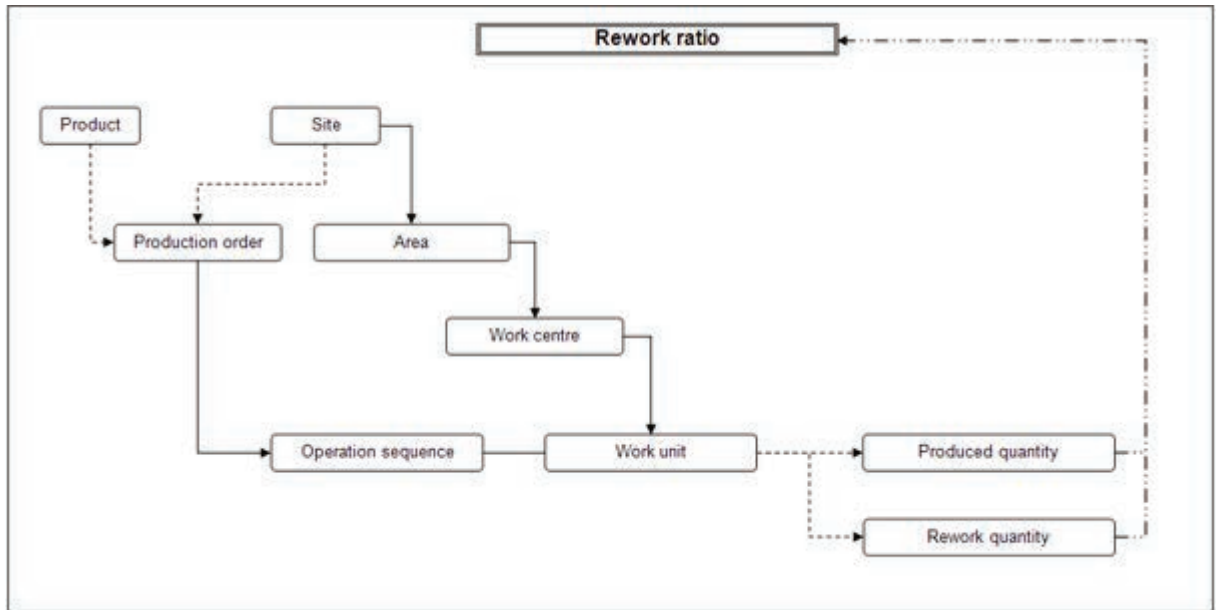 Rework ratio
Product
Site
Production order
Area
Work centre
Operation sequence
Work unit
Produced quantity
Rework quantity